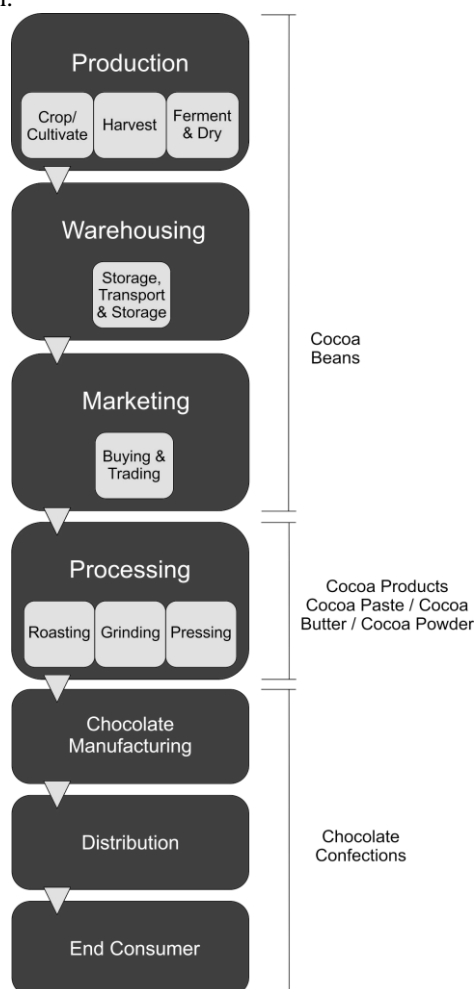 Production
Crop/
Cultivate
Harvest
Ferment
& Dry
Warehousing
Storage,
Transport
& Storage
Marketing
Buying &
Trading
Cocoa
Beans
Processing
Roasting
Grinding
Pressing
Cocoa Products
Cocoa Paste / Cocoa
Butter / Cocoa Powder
Chocolate
Manufacturing
Distribution
End Consumer
Chocolate
Confections